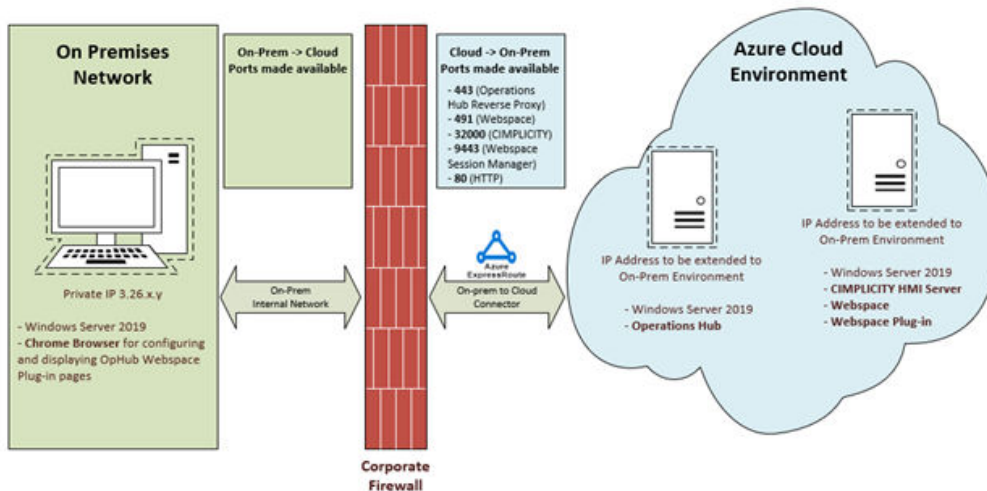 On Premises
Network
Private IP 3.26.x.y
- Windows Server 2019
- Chrome Browser for configuring
and displaying OpHub Webspace
Plug-in pages
On-Prem -> Cloud
Ports made available
On-Prem
Internal Network
Corporate
Firewall
Cloud -> On-Prem
Ports made available
- 443 (Operations
Hub Reverse Proxy)
- 491 (Webspace)
- 32000 (CIMPLICITY)
- 9443 (Webspace
Session Manager)
- 80 (HTTP)
Azure
ExpressRoute
On-prem to Cloud
Connector
Azure Cloud
Environment
IP Address to be extended to
On-Prem Environment
- Windows Server 2019
- Operations Hub
IP Address to be extended to
On-Prem Environment
- Windows Server 2019
- CIMPLICITY HMI Server
- Webspace
- Webspace Plug-in